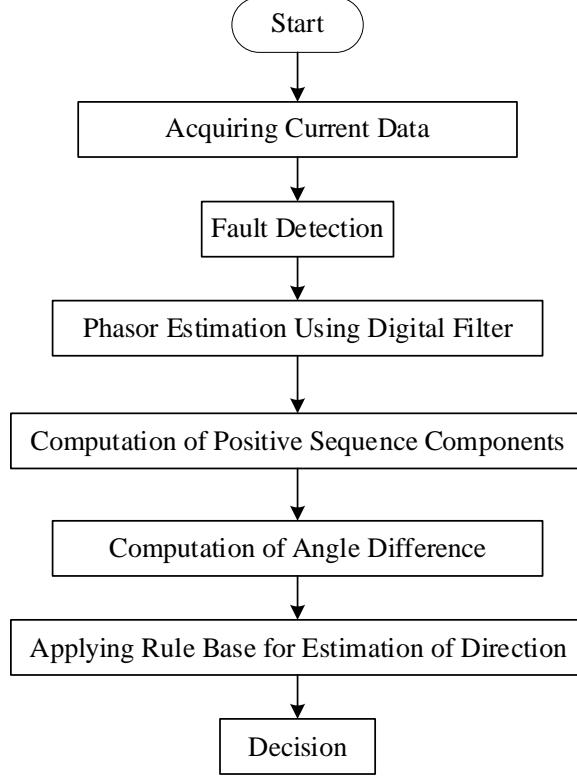 Start
Acquiring Current Data
Fault Detection
Phasor Estimation Using Digital Filter
Computation of Positive Sequence Components
Computation of Angle Difference
Applying Rule Base for Estimation of Direction
Decision